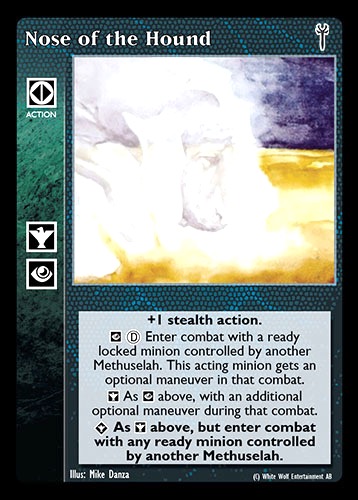 Nose of the Hound
ACTION
+1 stealth action.
D Enter combat with a ready
locked minion controlled by another
Methuselah. This acting minion gets an
optional maneuver in that combat.
As above, with an additional
optional maneuver during that combat.
As above, but enter combat
with any ready minion controlled
by another Methuselah.
Illus: Mike Danza
(C) White Wolf Entertainment AB